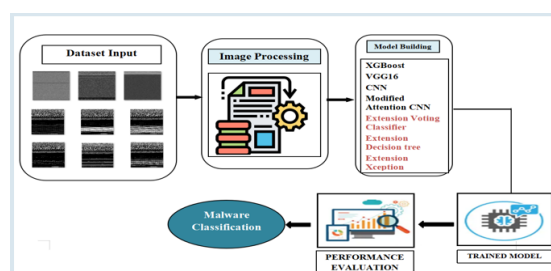 Dataset Input
Image Processing
Model Building
XGBoost
VGG16
CNN
Modified
Attention CNN
Extension Voting
Classifier
Extension
Decision tree
Extension
Xception
Malware
Classification
PERFORMANCE
EVALUATION
TRAINED MODEL